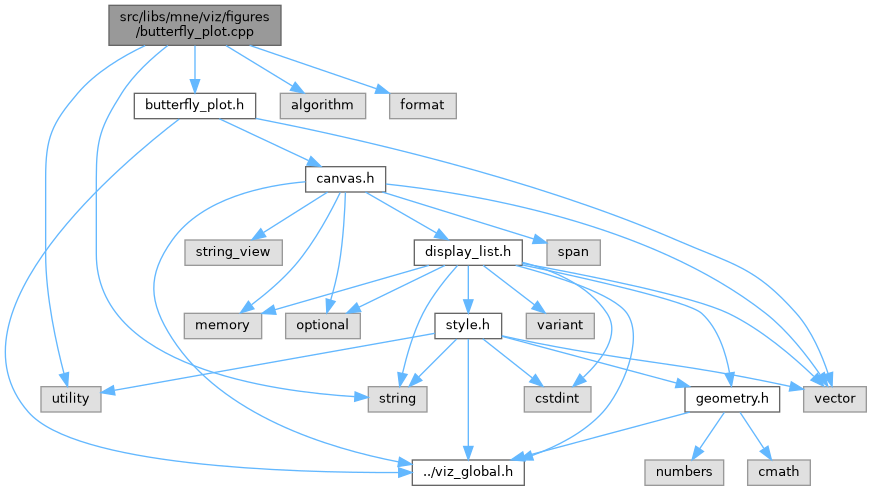 src/libs/mne/viz/figures
/butterfly_plot.cpp
butterfly_plot.h
algorithm
format
canvas.h
string_view
display_list.h
span
memory
optional
style.h
variant
utility
string
cstdint
geometry.h
vector
../viz_global.h
numbers
cmath